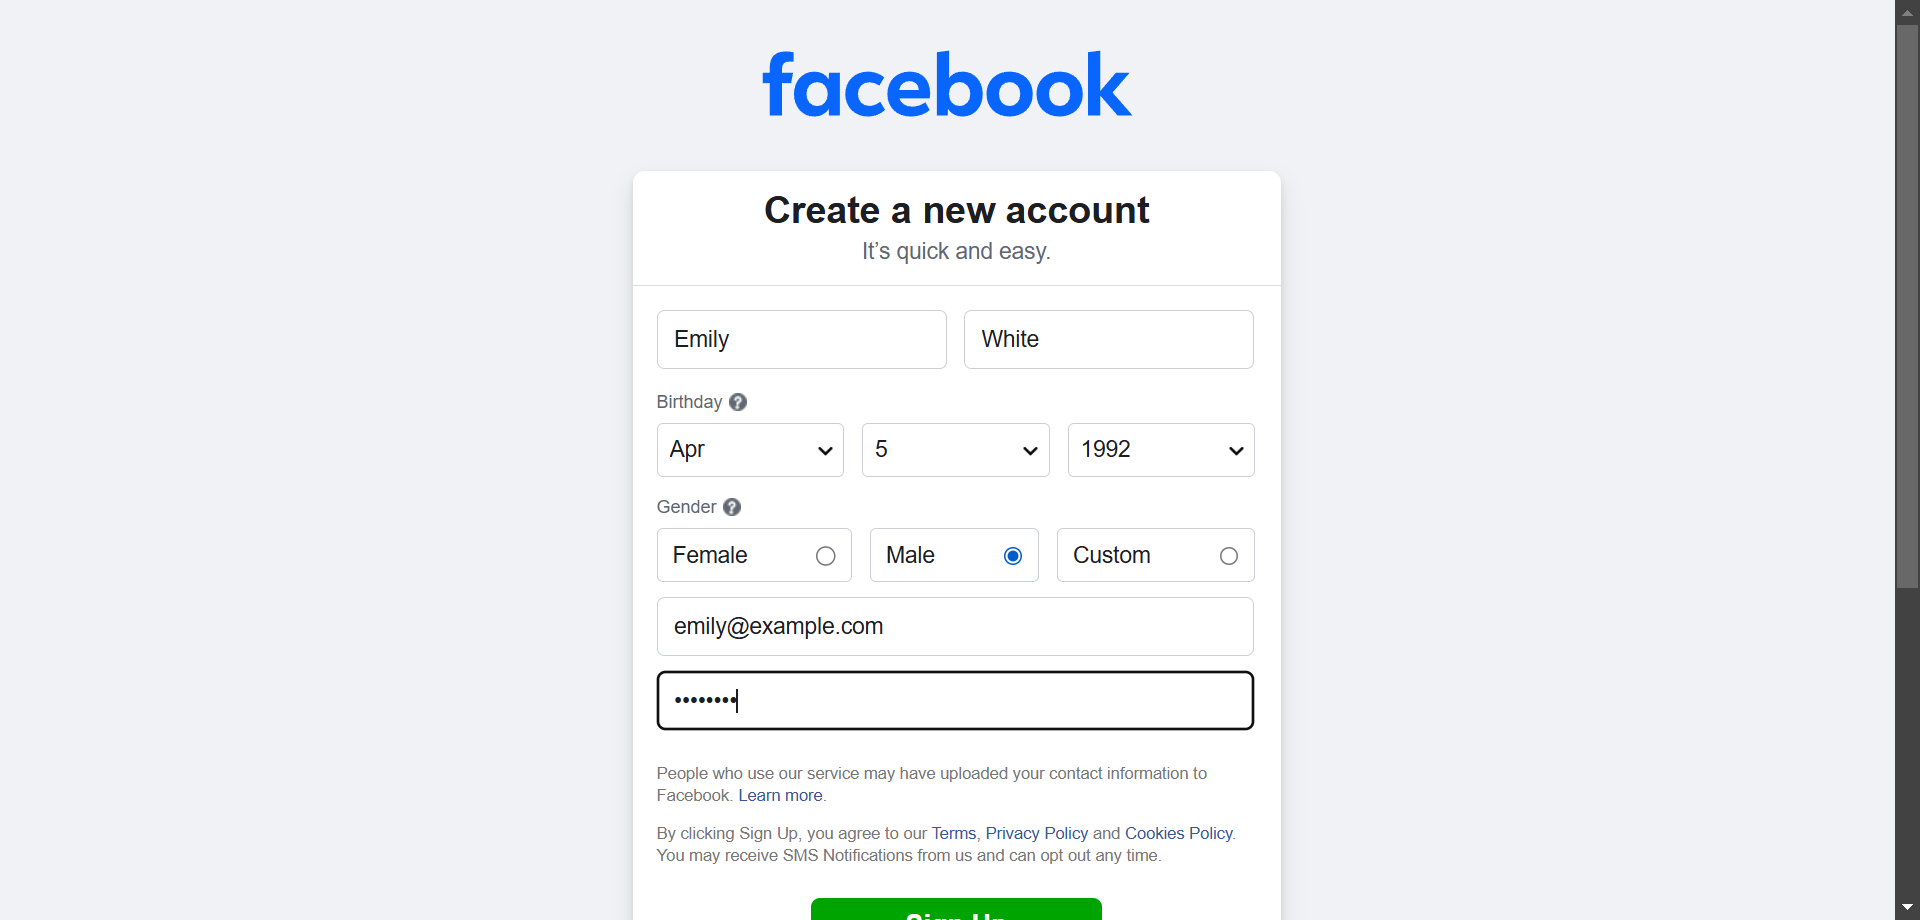 facebook
Create a new account
It’s quick and easy.
Emily White
Birthday ?
Apr 5 1992
Gender ?
Female Male Custom
emily@example.com
••••••••
People who use our service may have uploaded your contact information to
Facebook. Learn more.
By clicking Sign Up, you agree to our Terms, Privacy Policy and Cookies Policy.
You may receive SMS Notifications from us and can opt out any time.
Sign Up